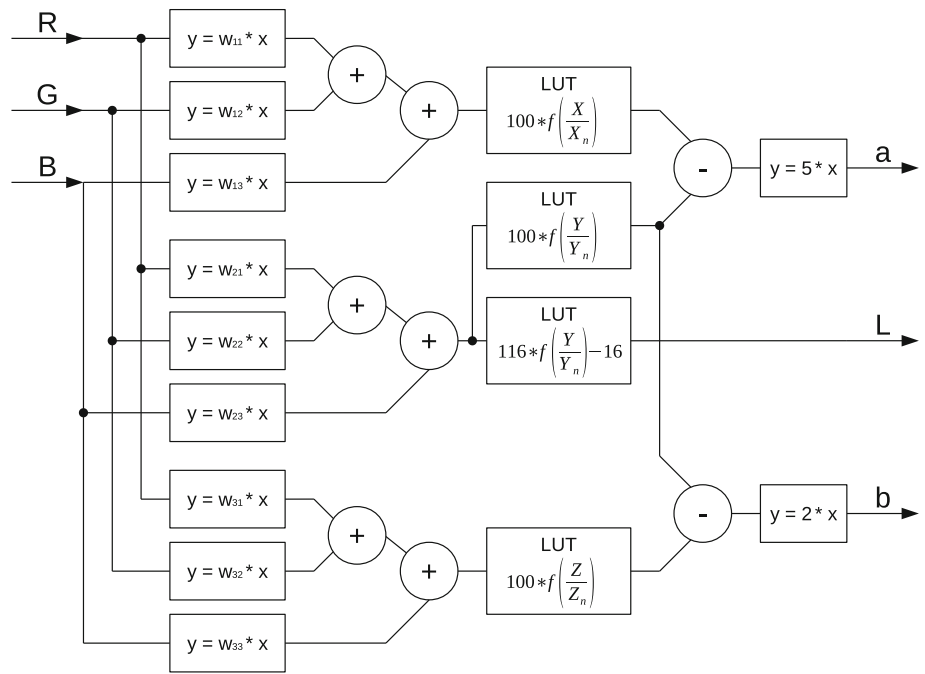 R
y = w₁₁* x
+
G
y = w₁₂* x
+
B
y = w₁₃* x
LUT
100∗f(X/Xₙ)
-
y = 5* x
a
LUT
100∗f(Y/Yₙ)
y = w₂₁* x
+
y = w₂₂* x
+
y = w₂₃* x
LUT
116∗f(Y/Yₙ)−16
L
y = w₃₁* x
+
y = w₃₂* x
+
y = w₃₃* x
LUT
100∗f(Z/Zₙ)
-
y = 2* x
b